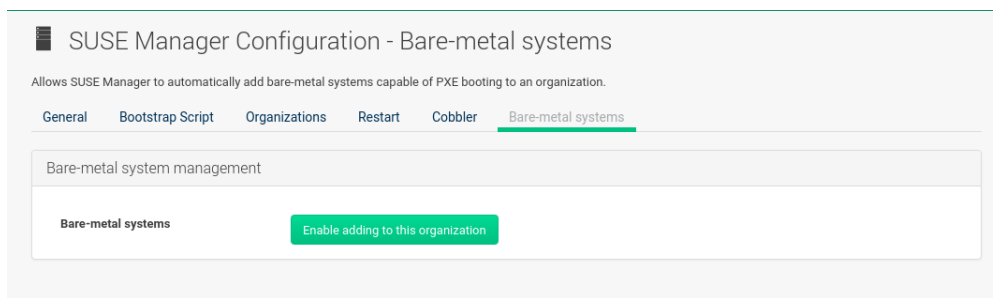 SUSE Manager Configuration - Bare-metal systems
Allows SUSE Manager to automatically add bare-metal systems capable of PXE booting to an organization.
General Bootstrap Script Organizations Restart Cobbler Bare-metal systems
Bare-metal system management
Bare-metal systems Enable adding to this organization